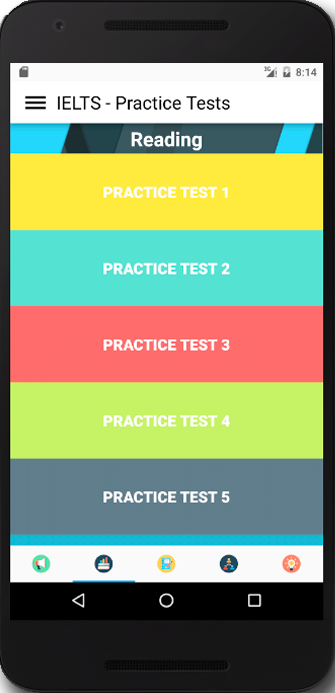 3G 8:14
IELTS - Practice Tests
Reading
PRACTICE TEST 1
PRACTICE TEST 2
PRACTICE TEST 3
PRACTICE TEST 4
PRACTICE TEST 5